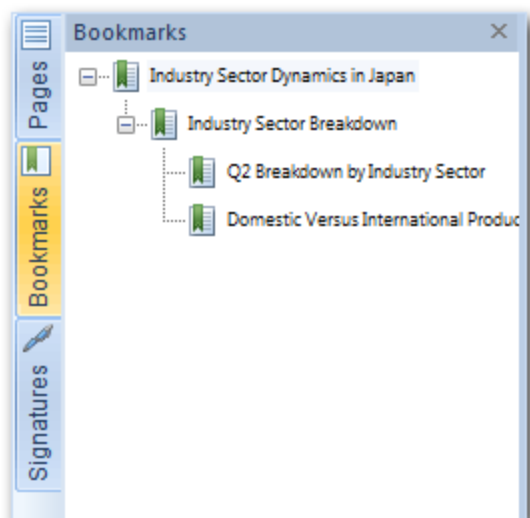 Bookmarks
Pages
Bookmarks
Signatures
Industry Sector Dynamics in Japan
Industry Sector Breakdown
Q2 Breakdown by Industry Sector
Domestic Versus International Produc